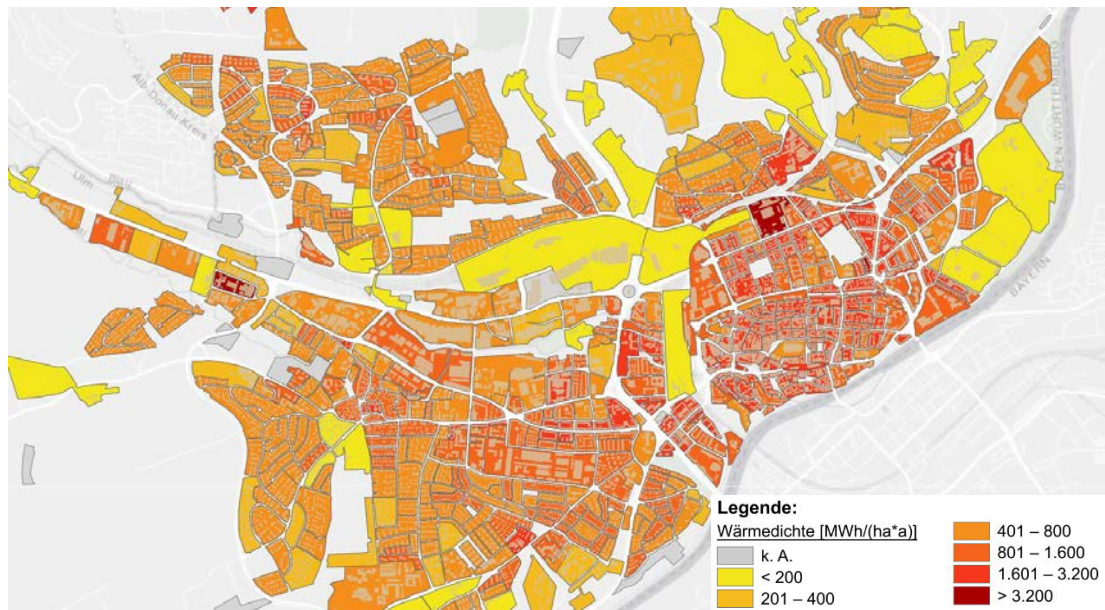 Alb-Donau-Kreis
Ulm
Blau
BADEN-WÜRTTEMBERG
BAYERN
Legende:
Wärmedichte [MWh/(ha*a)]
k. A.
< 200
201 – 400
401 – 800
801 – 1.600
1.601 – 3.200
> 3.200